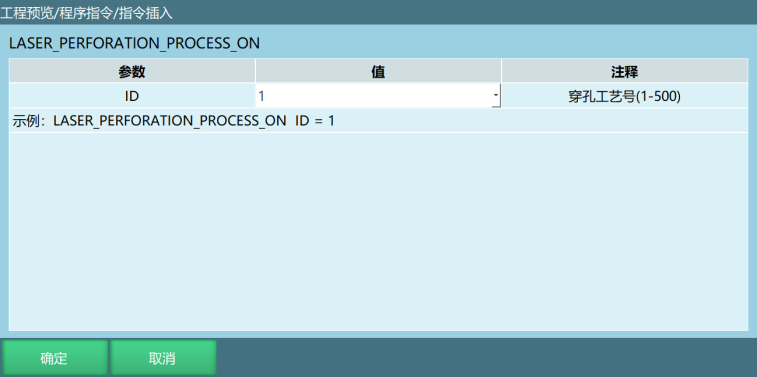 工程预览/程序指令/指令插入
LASER_PERFORATION_PROCESS_ON
参数 值 注释
ID 1 穿孔工艺号(1-500)
示例：LASER_PERFORATION_PROCESS_ON ID = 1
确定 取消